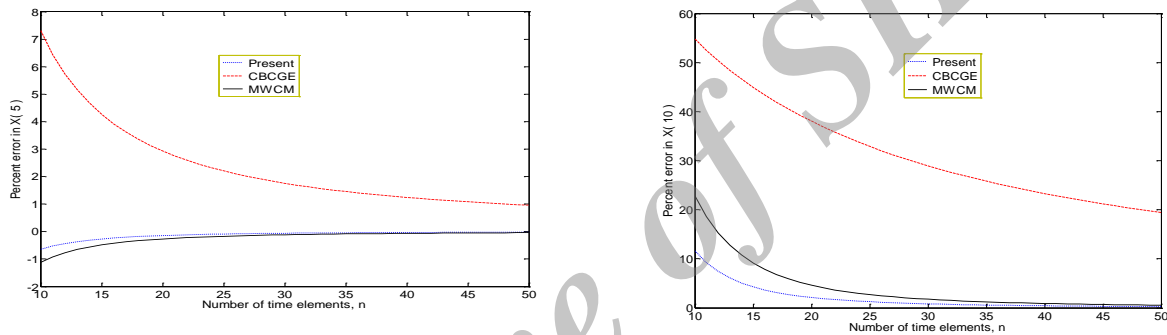 8
7
6
5
4
3
2
1
0
-1
-2
Percent error in X( 5 )
Present
CBCGE
MWCM
10 15 20 25 30 35 40 45 50
Number of time elements, n
60
50
40
30
20
10
0
Percent error in X( 10 )
Present
CBCGE
MWCM
10 15 20 25 30 35 40 45 50
Number of time elements, n
e of SI